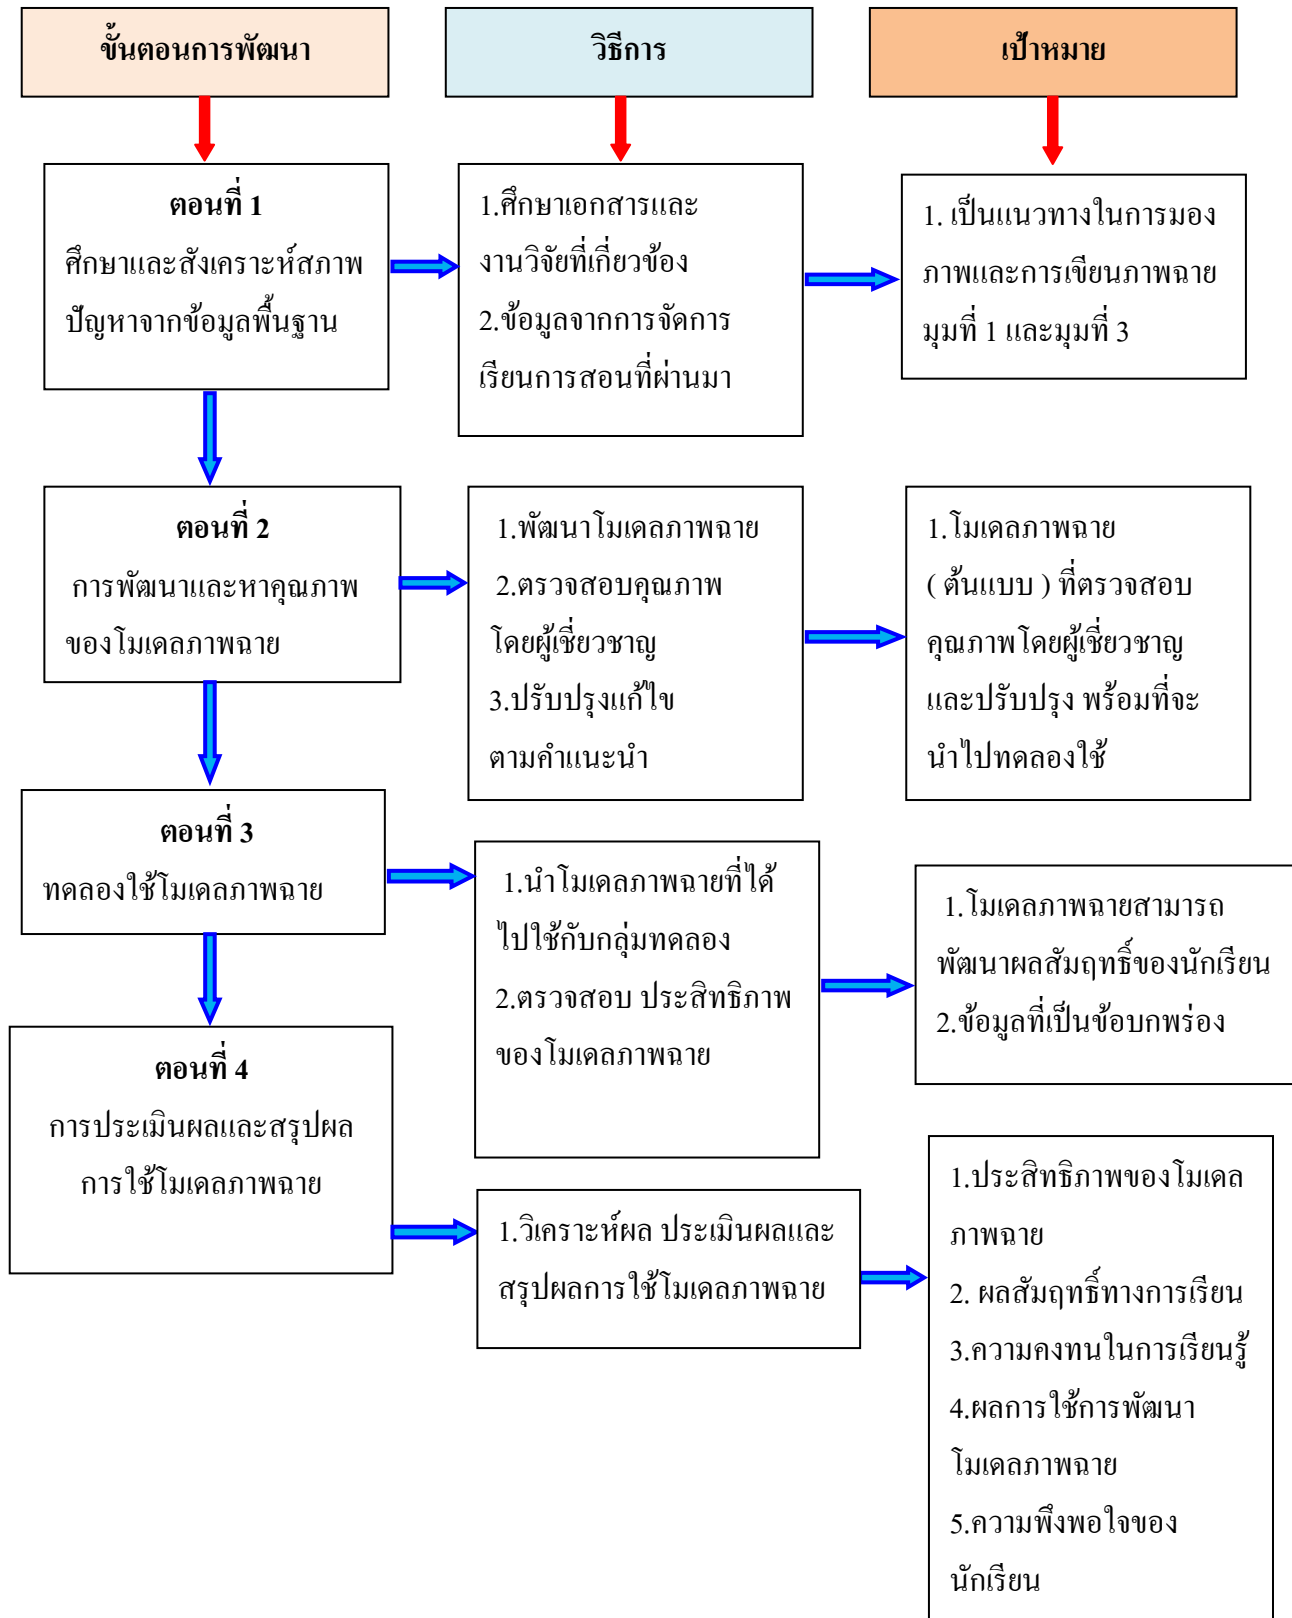 ขั้นตอนการพัฒนา
วิธีการ
เป้าหมาย
ตอนที่ 1
ศึกษาและสังเคราะห์สภาพ
ปัญหาจากข้อมูลพื้นฐาน
1.ศึกษาเอกสารและ
งานวิจัยที่เกี่ยวข้อง
2.ข้อมูลจากการจัดการ
เรียนการสอนที่ผ่านมา
1. เป็นแนวทางในการมอง
ภาพและการเขียนภาพฉาย
มุมที่ 1 และมุมที่ 3
ตอนที่ 2
การพัฒนาและหาคุณภาพ
ของโมเดลภาพฉาย
1.พัฒนาโมเดลภาพฉาย
2.ตรวจสอบคุณภาพ
โดยผู้เชี่ยวชาญ
3.ปรับปรุงแก้ไข
ตามคำแนะนำ
1.โมเดลภาพฉาย
( ต้นแบบ ) ที่ตรวจสอบ
คุณภาพโดยผู้เชี่ยวชาญ
และปรับปรุง พร้อมที่จะ
นำไปทดลองใช้
ตอนที่ 3
ทดลองใช้โมเดลภาพฉาย
1.นำโมเดลภาพฉายที่ได้
ไปใช้กับกลุ่มทดลอง
2.ตรวจสอบ ประสิทธิภาพ
ของโมเดลภาพฉาย
1.โมเดลภาพฉายสามารถ
พัฒนาผลสัมฤทธิ์ของนักเรียน
2.ข้อมูลที่เป็นข้อบกพร่อง
ตอนที่ 4
การประเมินผลและสรุปผล
การใช้โมเดลภาพฉาย
1.วิเคราะห์ผล ประเมินผลและ
สรุปผลการใช้โมเดลภาพฉาย
1.ประสิทธิภาพของโมเดล
ภาพฉาย
2. ผลสัมฤทธิ์ทางการเรียน
3.ความคงทนในการเรียนรู้
4.ผลการใช้การพัฒนา
โมเดลภาพฉาย
5.ความพึงพอใจของ
นักเรียน